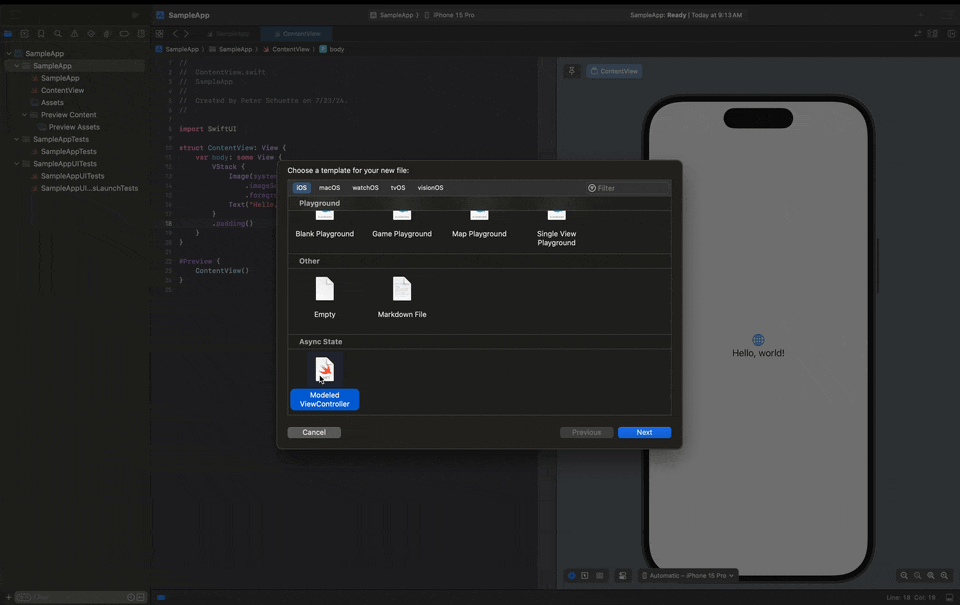 SampleApp
SampleApp 〉 iPhone 15 Pro
SampleApp: Ready | Today at 9:13 AM
SampleApp
ContentView
SampleApp 〉 SampleApp 〉 ContentView 〉 body
SampleApp
SampleApp
SampleApp
ContentView
Assets
Preview Content
Preview Assets
SampleAppTests
SampleAppTests
SampleAppUITests
SampleAppUITests
SampleAppUI...sLaunchTests
Filter
//
// ContentView.swift
// SampleApp
//
// Created by Peter Schuette on 7/23/24.
//
import SwiftUI
struct ContentView: View {
var body: some View {
VStack {
Image(system
.imageS
.foregr
Text("Hello,
}
18 .padding()
}
}
#Preview {
ContentView()
}
Choose a template for your new file:
iOS macOS watchOS tvOS visionOS
Filter
Playground
Blank Playground
Game Playground
Map Playground
Single View Playground
Other
Empty
Markdown File
Async State
Modeled
ViewController
Cancel
Previous
Next
ContentView
Hello, world!
Automatic – iPhone 15 Pro
Line: 18 Col: 19